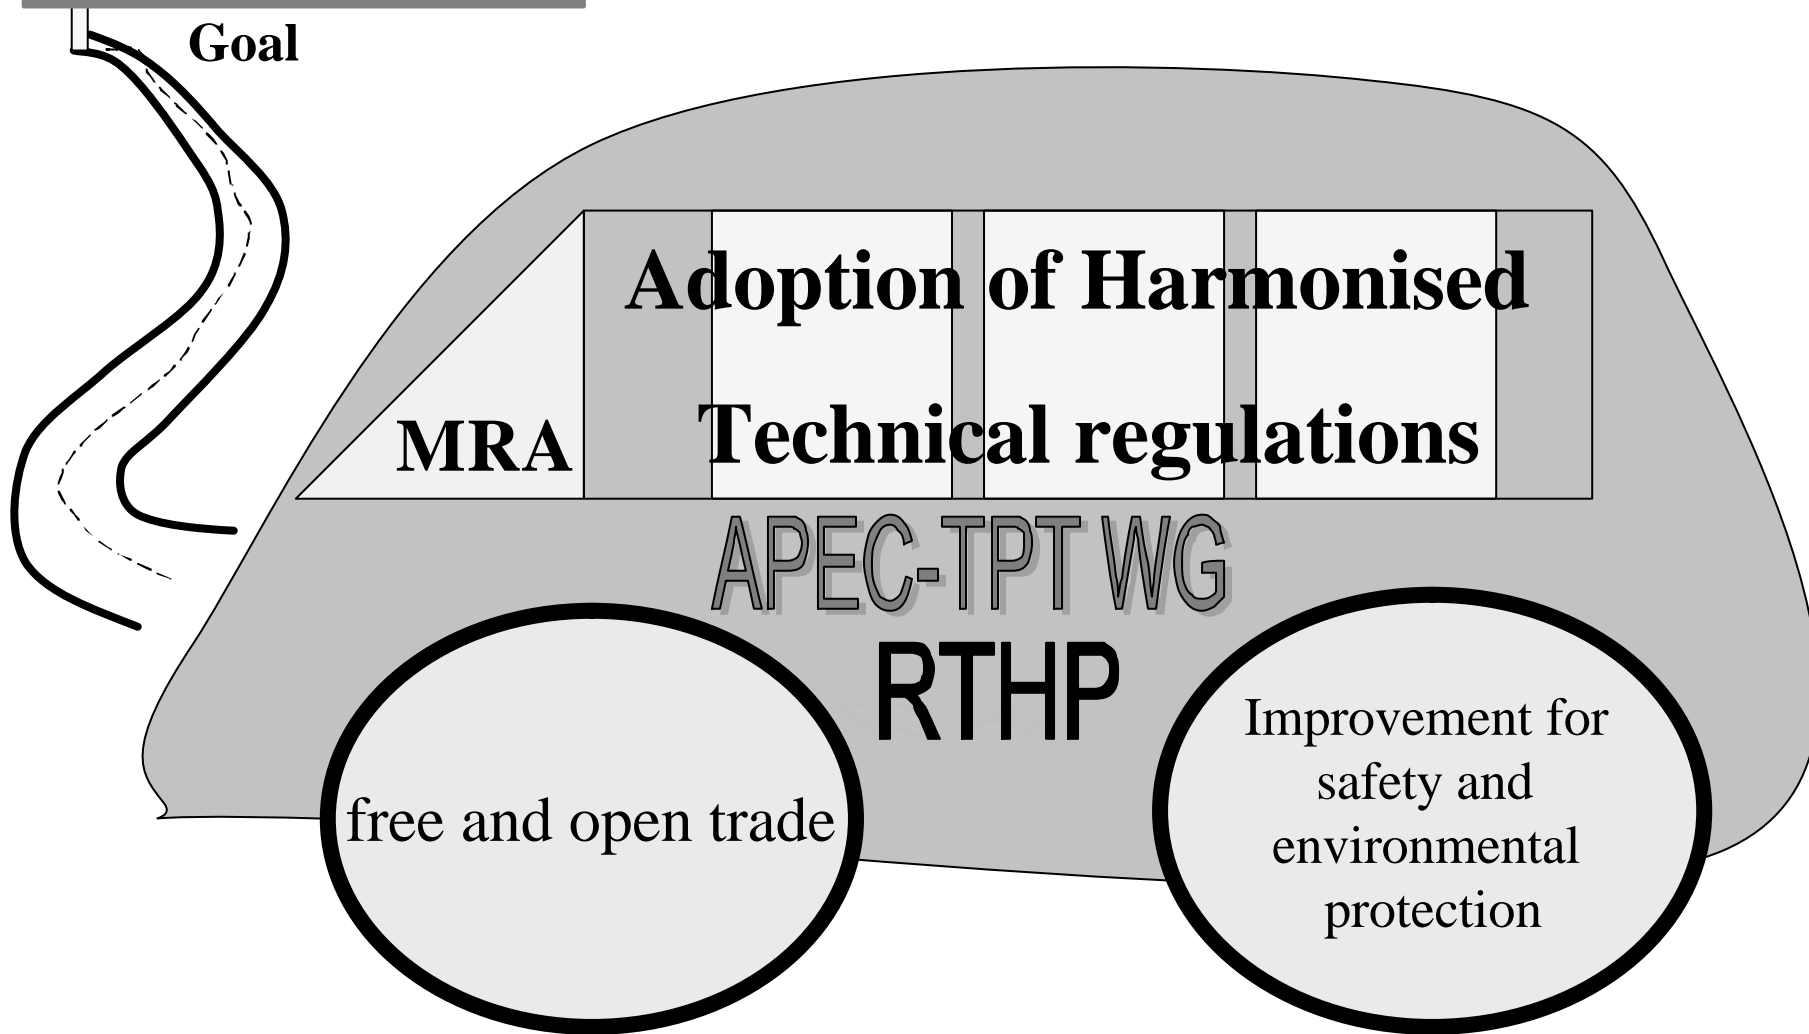 Goal
Adoption of Harmonised
MRA
Technical regulations
APEC-TPT WG
RTHP
free and open trade
Improvement for
safety and
environmental
protection